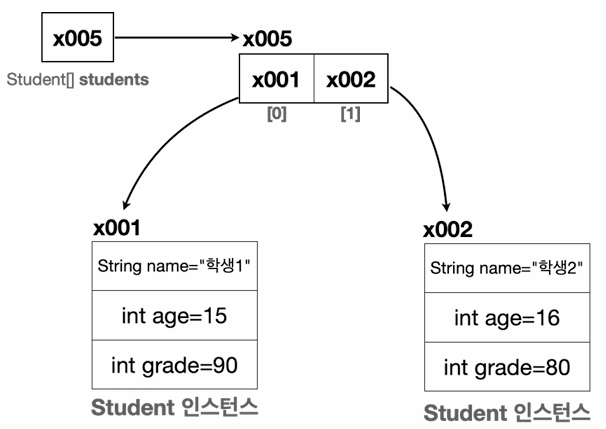 x005
Student[] students
x005
x001 x002
[0] [1]
x001
String name="학생1"
int age=15
int grade=90
Student 인스턴스
x002
String name="학생2"
int age=16
int grade=80
Student 인스턴스